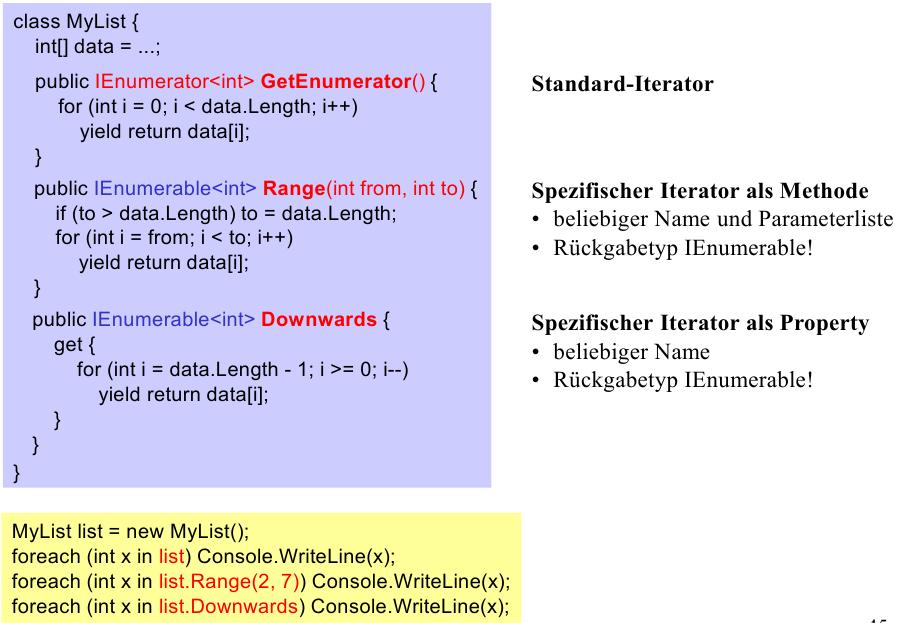 class MyList {
int[] data = ...;
public IEnumerator<int> GetEnumerator() {
for (int i = 0; i < data.Length; i++)
yield return data[i];
}
public IEnumerable<int> Range(int from, int to) {
if (to > data.Length) to = data.Length;
for (int i = from; i < to; i++)
yield return data[i];
}
public IEnumerable<int> Downwards {
get {
for (int i = data.Length - 1; i >= 0; i--)
yield return data[i];
}
}
}
Standard-Iterator
Spezifischer Iterator als Methode
• beliebiger Name und Parameterliste
• Rückgabetyp IEnumerable!
Spezifischer Iterator als Property
• beliebiger Name
• Rückgabetyp IEnumerable!
MyList list = new MyList();
foreach (int x in list) Console.WriteLine(x);
foreach (int x in list.Range(2, 7)) Console.WriteLine(x);
foreach (int x in list.Downwards) Console.WriteLine(x);